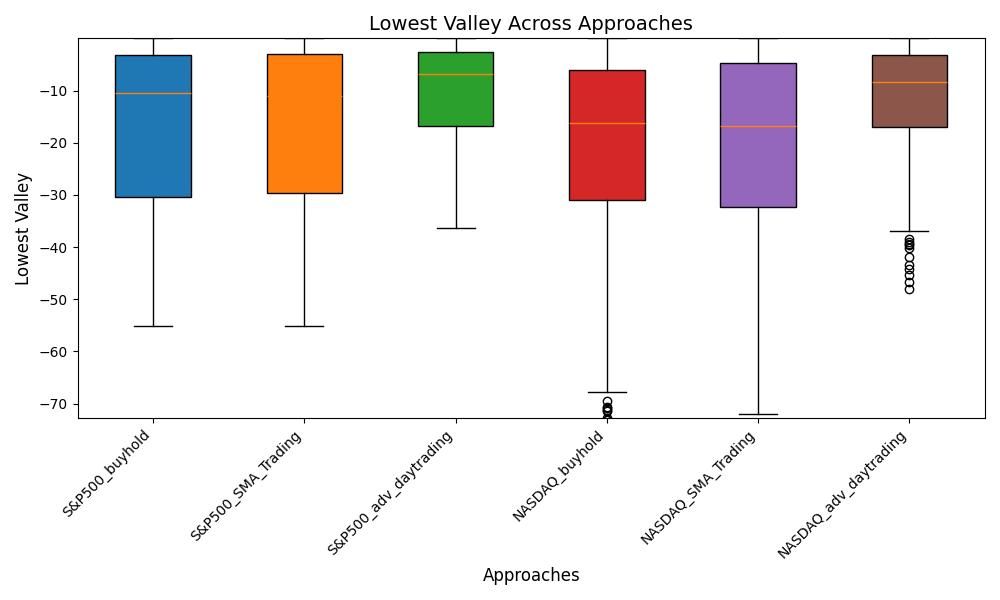 Lowest Valley Across Approaches
Lowest Valley
−10
−20
−30
−40
−50
−60
−70
S&P500_buyhold
S&P500_SMA_Trading
S&P500_adv_daytrading
NASDAQ_buyhold
NASDAQ_SMA_Trading
NASDAQ_adv_daytrading
Approaches